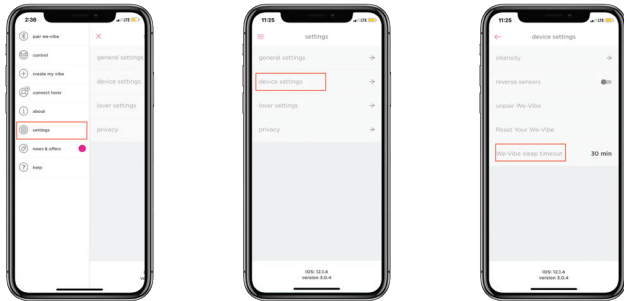 2:36
LTE
pair we-vibe
control
create my vibe
connect lover
about
settings
news & offers
help
general settings
device settings
lover settings
privacy
11:25
LTE
settings
general settings
device settings
lover settings
privacy
iOS: 12.1.4
version 3.0.4
11:25
LTE
device settings
intensity
reverse sensors
unpair We-Vibe
Reset Your We-Vibe
We-Vibe sleep timeout 30 min
iOS: 12.1.4
version 3.0.4